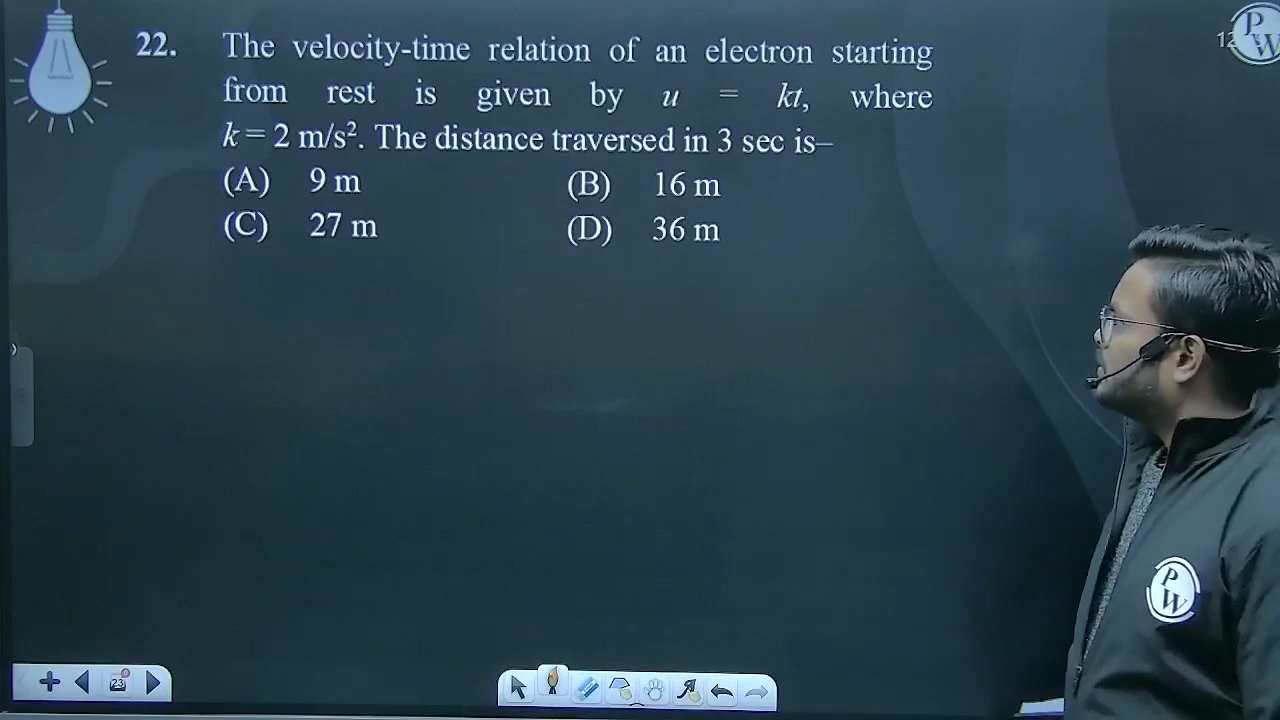 22. The velocity-time relation of an electron starting
from rest is given by u = kt, where
k = 2 m/s². The distance traversed in 3 sec is–
(A) 9 m (B) 16 m
(C) 27 m (D) 36 m
P
W
P
W
23